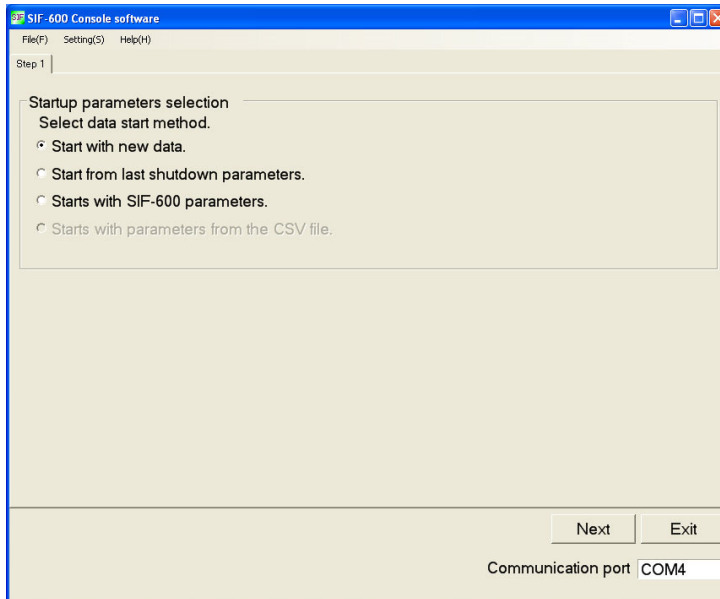 SIF-600 Console software
File(F) Setting(S) Help(H)
Step 1
Startup parameters selection
Select data start method.
Start with new data.
Start from last shutdown parameters.
Starts with SIF-600 parameters.
Starts with parameters from the CSV file.
Next Exit
Communication port COM4